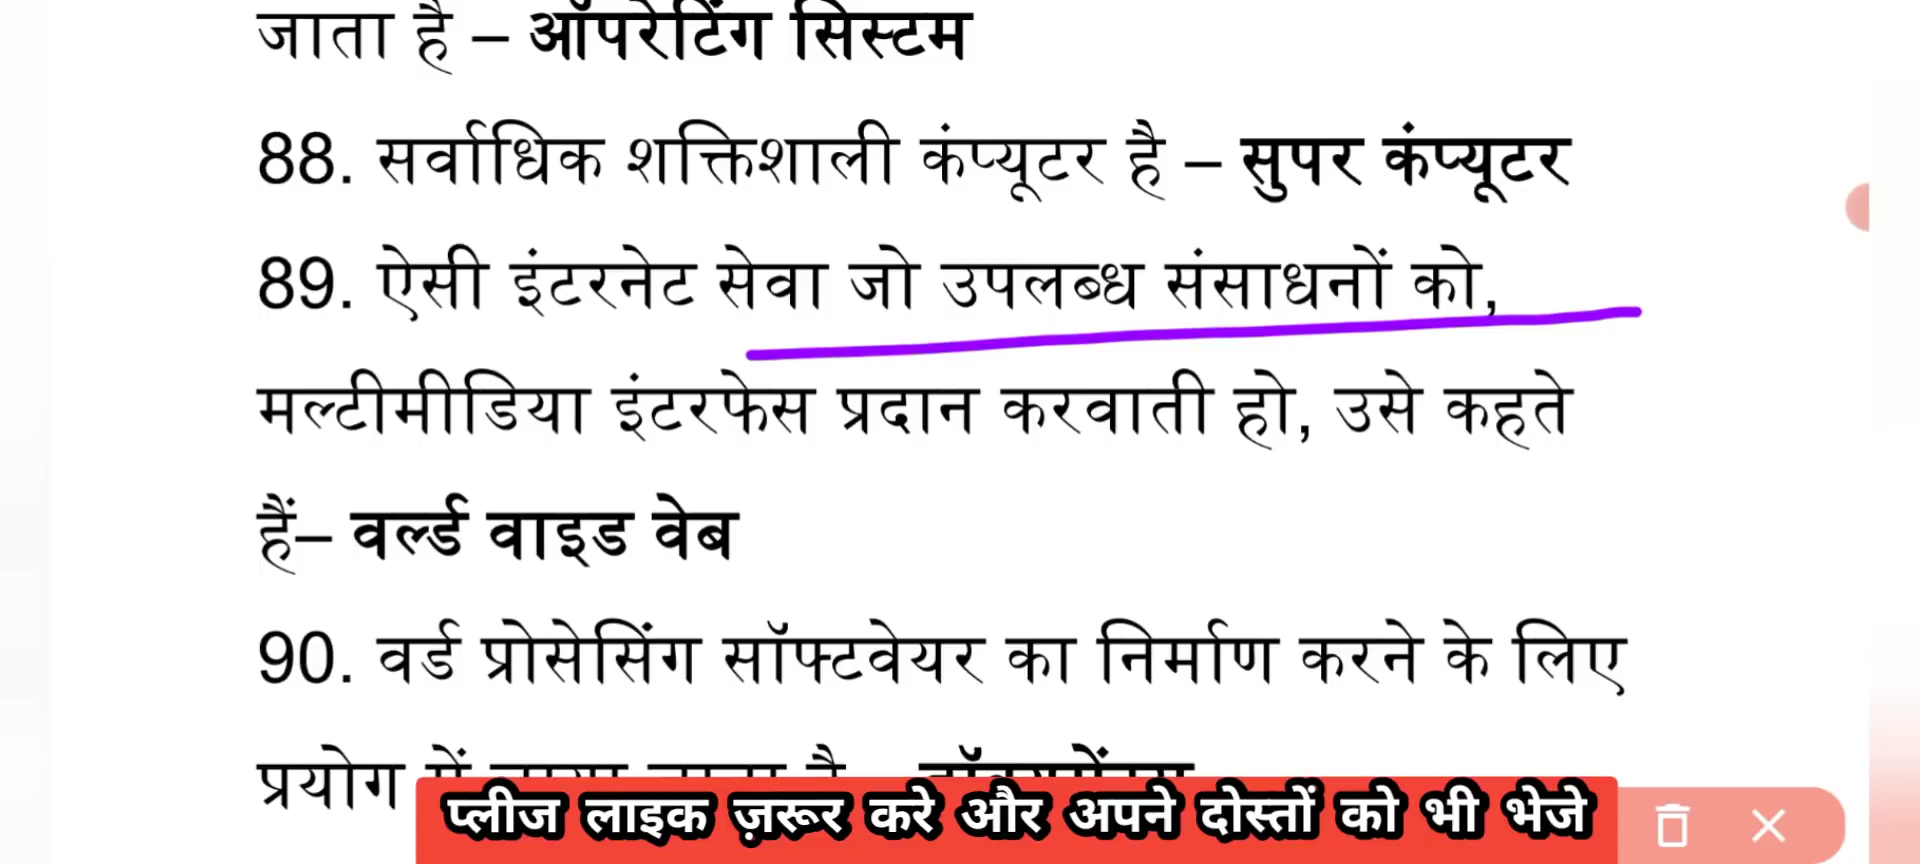 जाता है – ऑपरेटिंग सिस्टम
88. सर्वाधिक शक्तिशाली कंप्यूटर है – सुपर कंप्यूटर
89. ऐसी इंटरनेट सेवा जो उपलब्ध संसाधनों को,
मल्टीमीडिया इंटरफेस प्रदान करवाती हो, उसे कहते
हैं– वर्ल्ड वाइड वेब
90. वर्ड प्रोसेसिंग सॉफ्टवेयर का निर्माण करने के लिए
प्रयोग में
प्लीज लाइक ज़रूर करे और अपने दोस्तों को भी भेजे